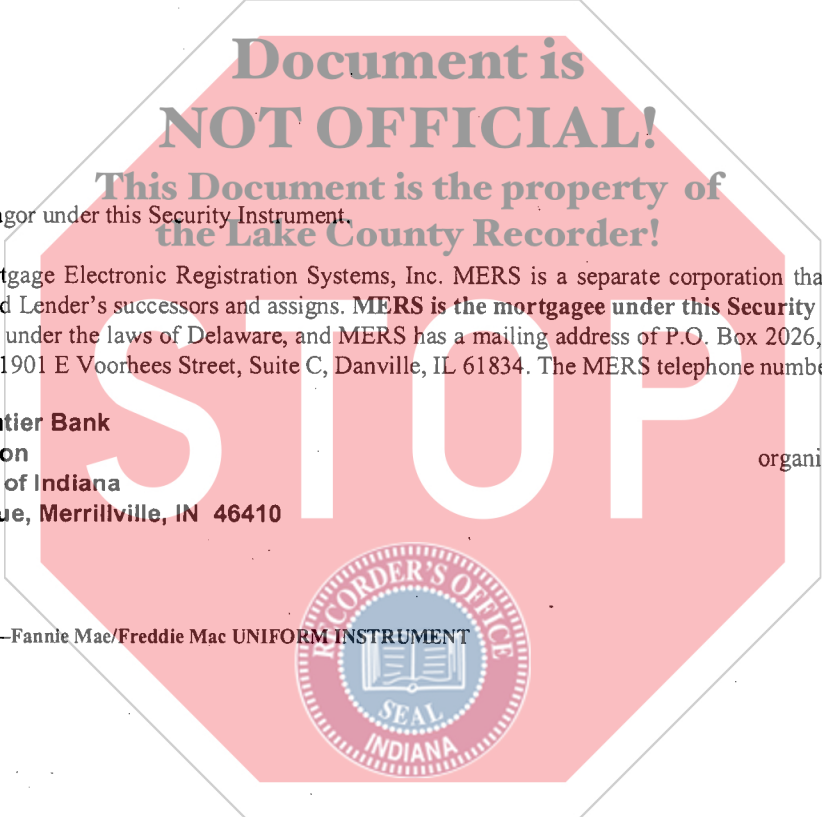 Document is
NOT OFFICIAL!
This Document is the property of
agor under this Security Instrument.
the Lake County Recorder!
tgage Electronic Registration Systems, Inc. MERS is a separate corporation tha
d Lender's successors and assigns. MERS is the mortgagee under this Security
under the laws of Delaware, and MERS has a mailing address of P.O. Box 2026,
1901 E Voorhees Street, Suite C, Danville, IL 61834. The MERS telephone numbe
STOP
tier Bank
on
organi
of Indiana
ue, Merrillville, IN 46410
RECORDER'S OFFICE
–Fannie Mae/Freddie Mac UNIFORM INSTRUMENT
SEAL
INDIANA